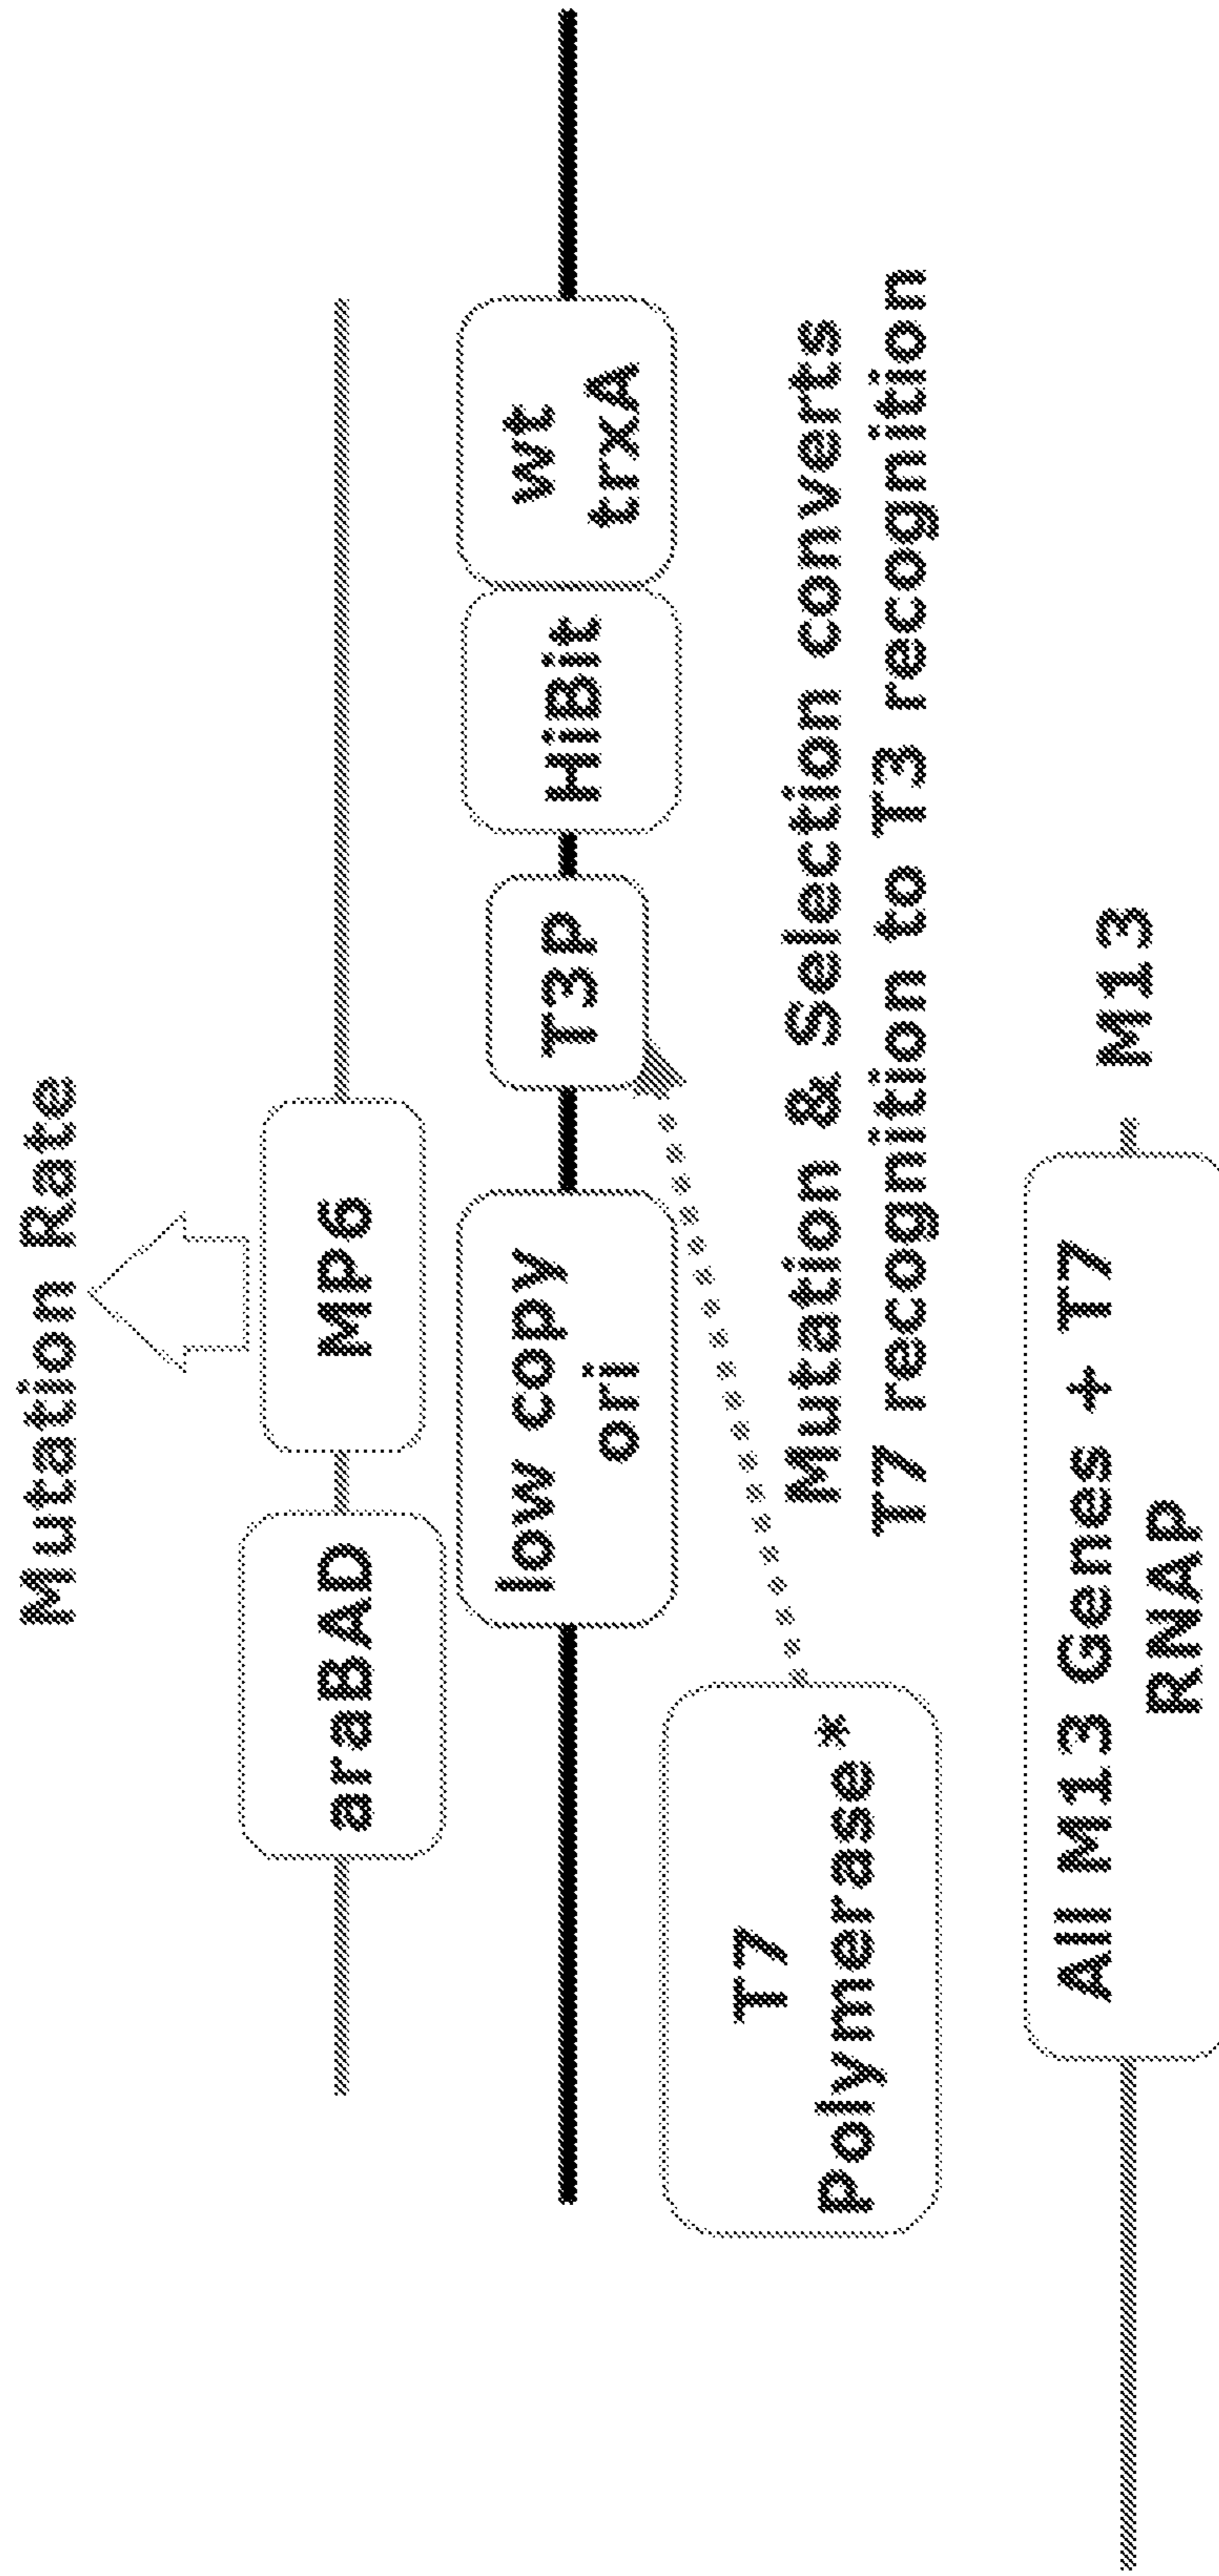 Mutation Rate
araBAD
MP6
low copy
ori
T3P
HiBit
wt
trxA
T7
Polymerase*
Mutation & Selection converts
T7 recognition to T3 recognition
All M13 Genes + T7
RNAP
M13